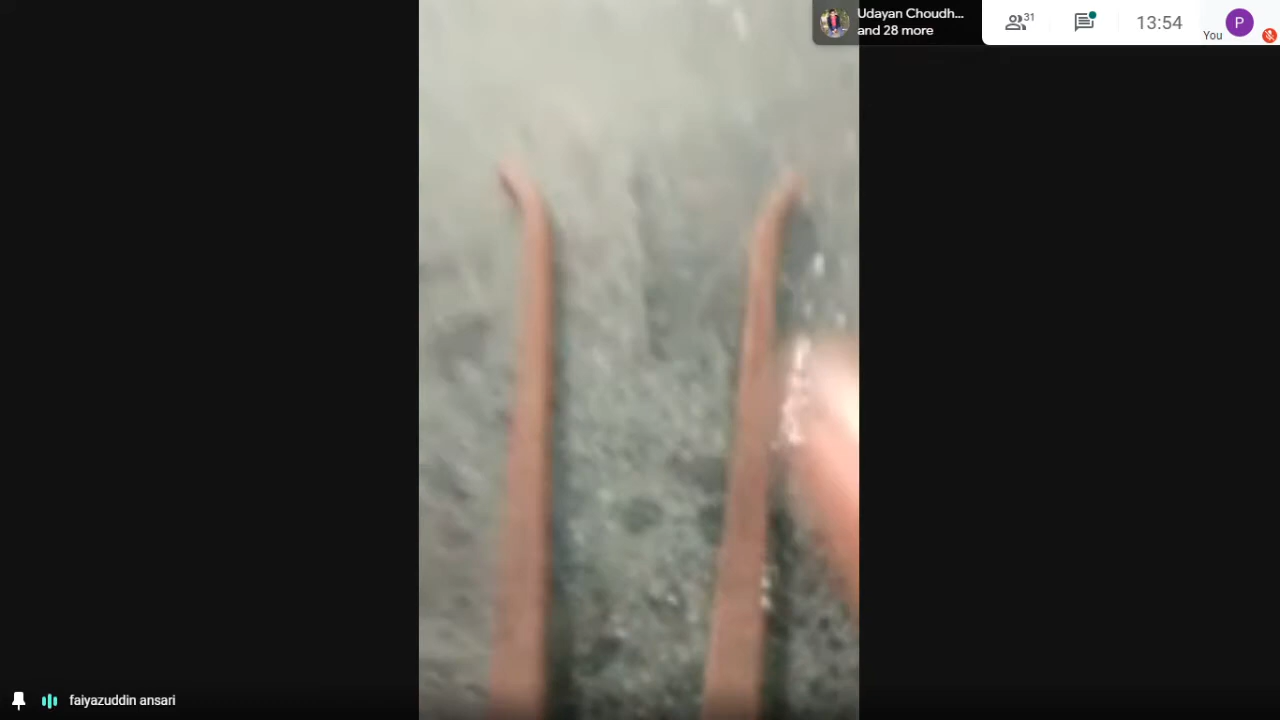 Udayan Choudh...
and 28 more
31
13:54
You
P
faiyazuddin ansari